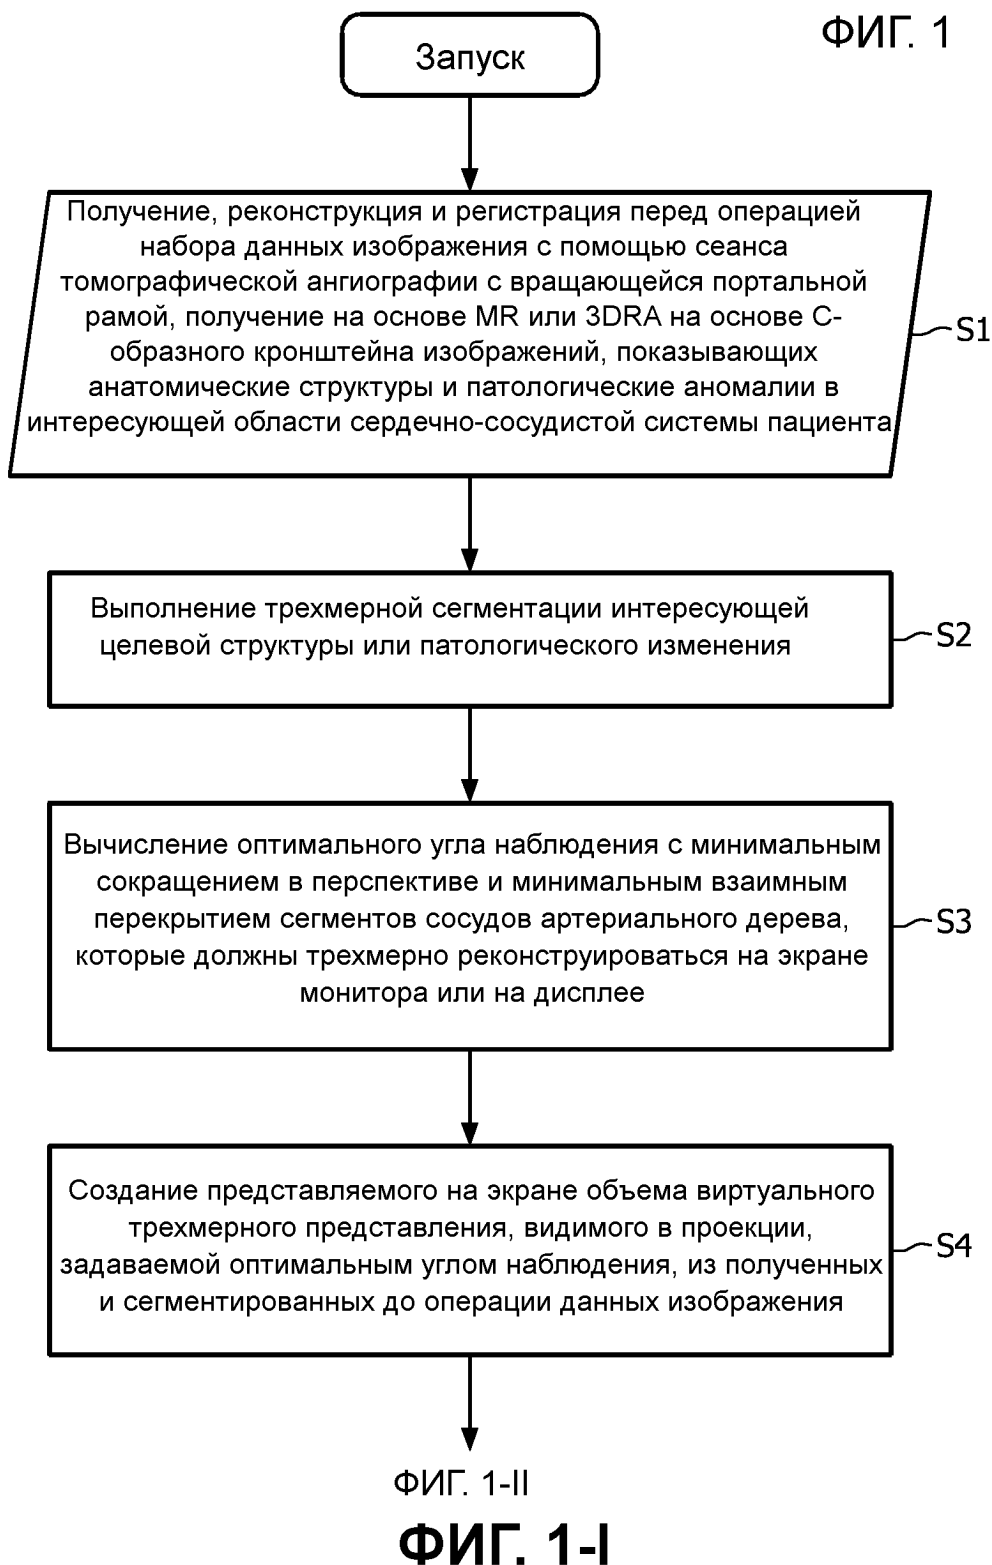 ФИГ. 1
Запуск
Получение, реконструкция и регистрация перед операцией
набора данных изображения с помощью сеанса
томографической ангиографии с вращающейся портальной
рамой, получение на основе MR или 3DRA на основе С-
образного кронштейна изображений, показывающих
анатомические структуры и патологические аномалии в
интересующей области сердечно-сосудистой системы пациента
S1
Выполнение трехмерной сегментации интересующей
целевой структуры или патологического изменения
S2
Вычисление оптимального угла наблюдения с минимальным
сокращением в перспективе и минимальным взаимным
перекрытием сегментов сосудов артериального дерева,
которые должны трехмерно реконструироваться на экране
монитора или на дисплее
S3
Создание представляемого на экране объема виртуального
трехмерного представления, видимого в проекции,
задаваемой оптимальным углом наблюдения, из полученных
и сегментированных до операции данных изображения
S4
ФИГ. 1-II
ФИГ. 1-I